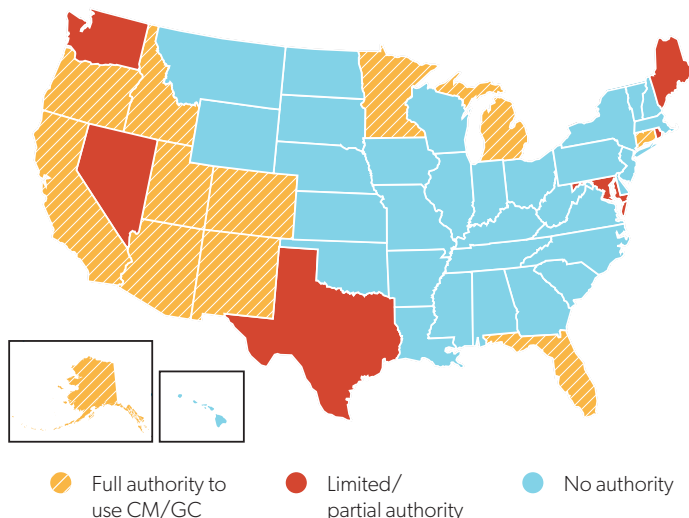 Full authority to
use CM/GC
Limited/
partial authority
No authority